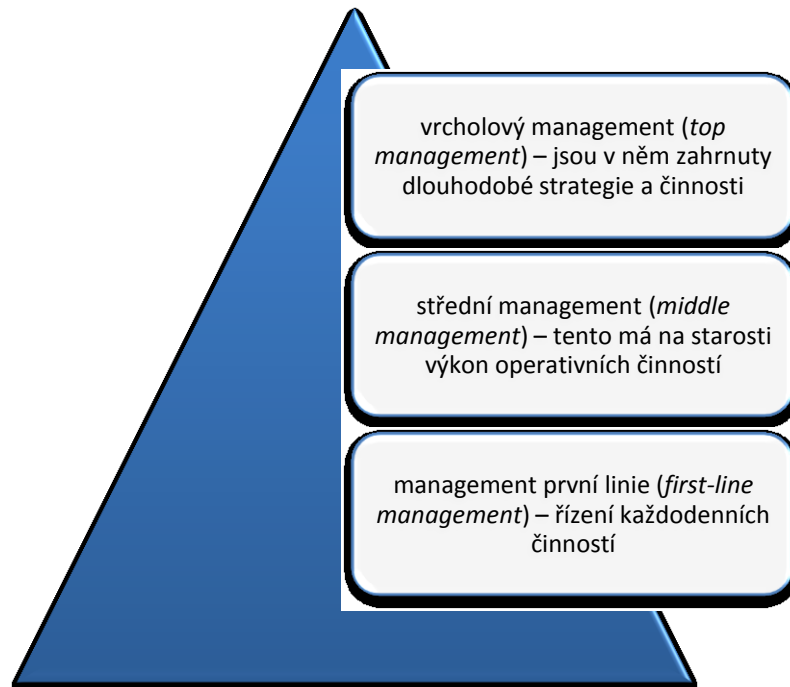 vrcholový management (top
management) – jsou v něm zahrnuty
dlouhodobé strategie a činnosti
střední management (middle
management) – tento má na starosti
výkon operativních činností
management první linie (first-line
management) – řízení každodenních
činností